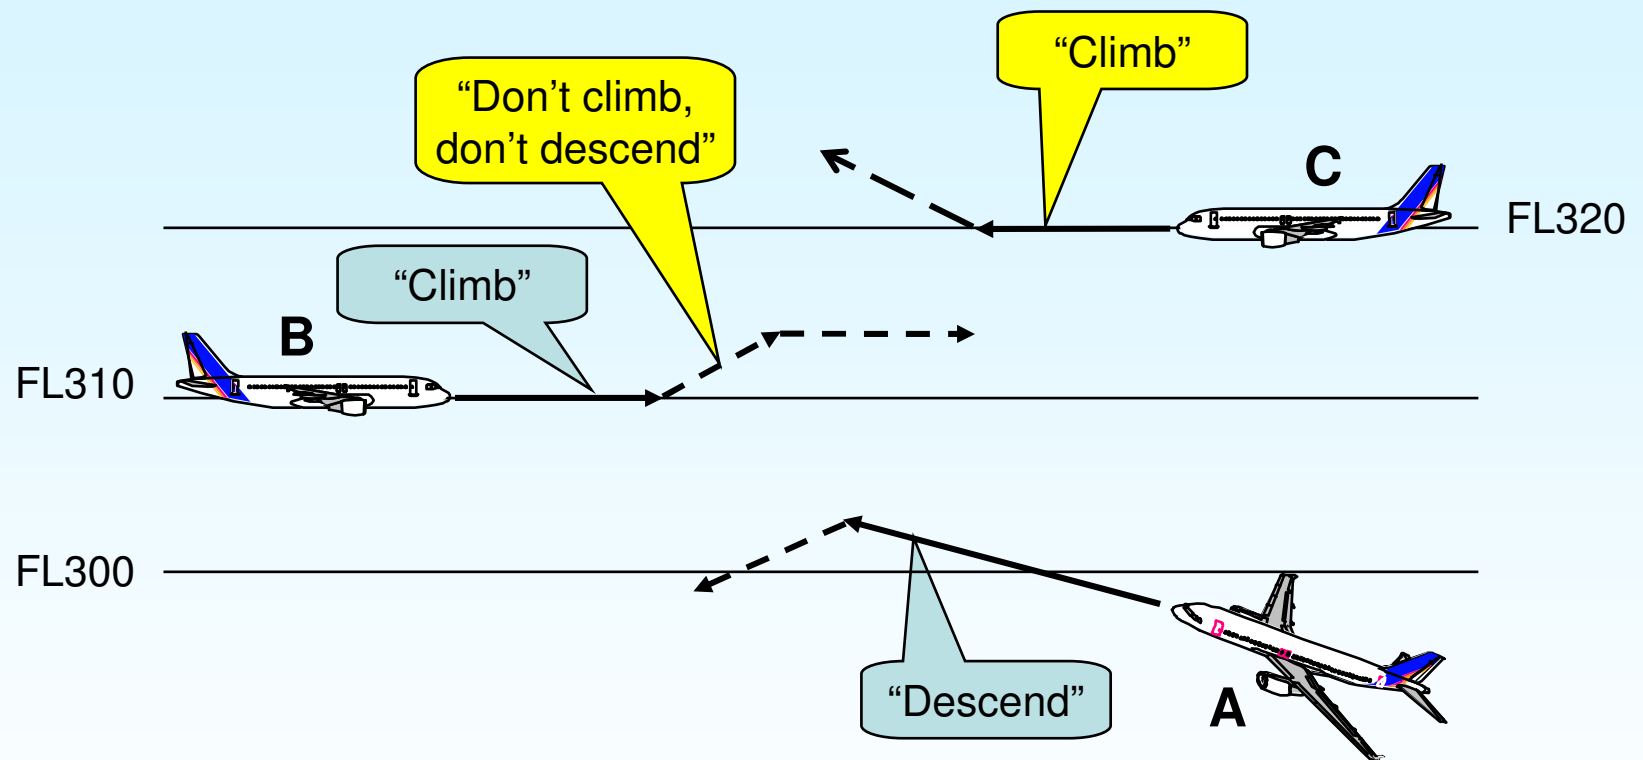 “Climb”
“Don’t climb,
don’t descend”
C
FL320
“Climb”
B
FL310
FL300
“Descend”
A